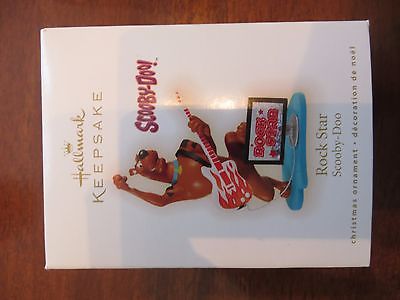 Hallmark
KEEPSAKE
SCOOBY-DOO!
ROCK
STAR
Rock Star
Scooby-Doo
christmas ornament • décoration de noël